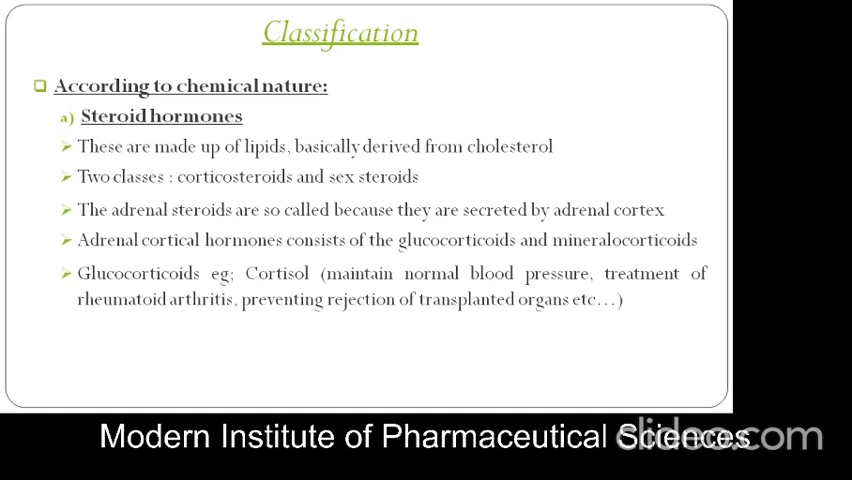 Classification
According to chemical nature:
a) Steroid hormones
These are made up of lipids, basically derived from cholesterol
Two classes : corticosteroids and sex steroids
The adrenal steroids are so called because they are secreted by adrenal cortex
Adrenal cortical hormones consists of the glucocorticoids and mineralocorticoids
Glucocorticoids eg; Cortisol (maintain normal blood pressure, treatment of
rheumatoid arthritis, preventing rejection of transplanted organs etc…)
Modern Institute of Pharmaceutical Sciences
clideo.com